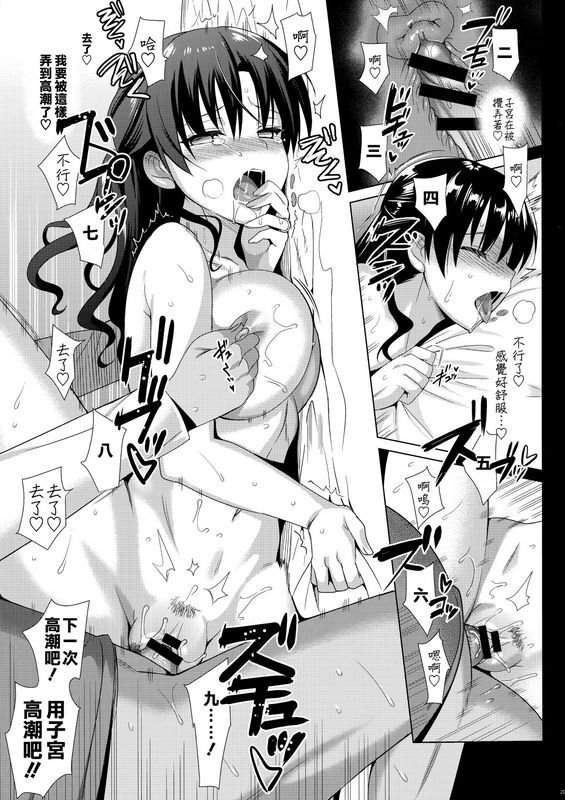 二
啊♡
子宮在被
攪弄著♡
三
啊♡
四
不行了♡
感覺好舒服…♡
五
啊嗚♡
六
嗯啊♡
啊♡
哈♡
去了♡
我要被這樣
弄到高潮了♡
不行♡
七
去了♡
八
去了♡
去了♡
九……！
下一次
高潮吧！
用子宮
高潮吧!!